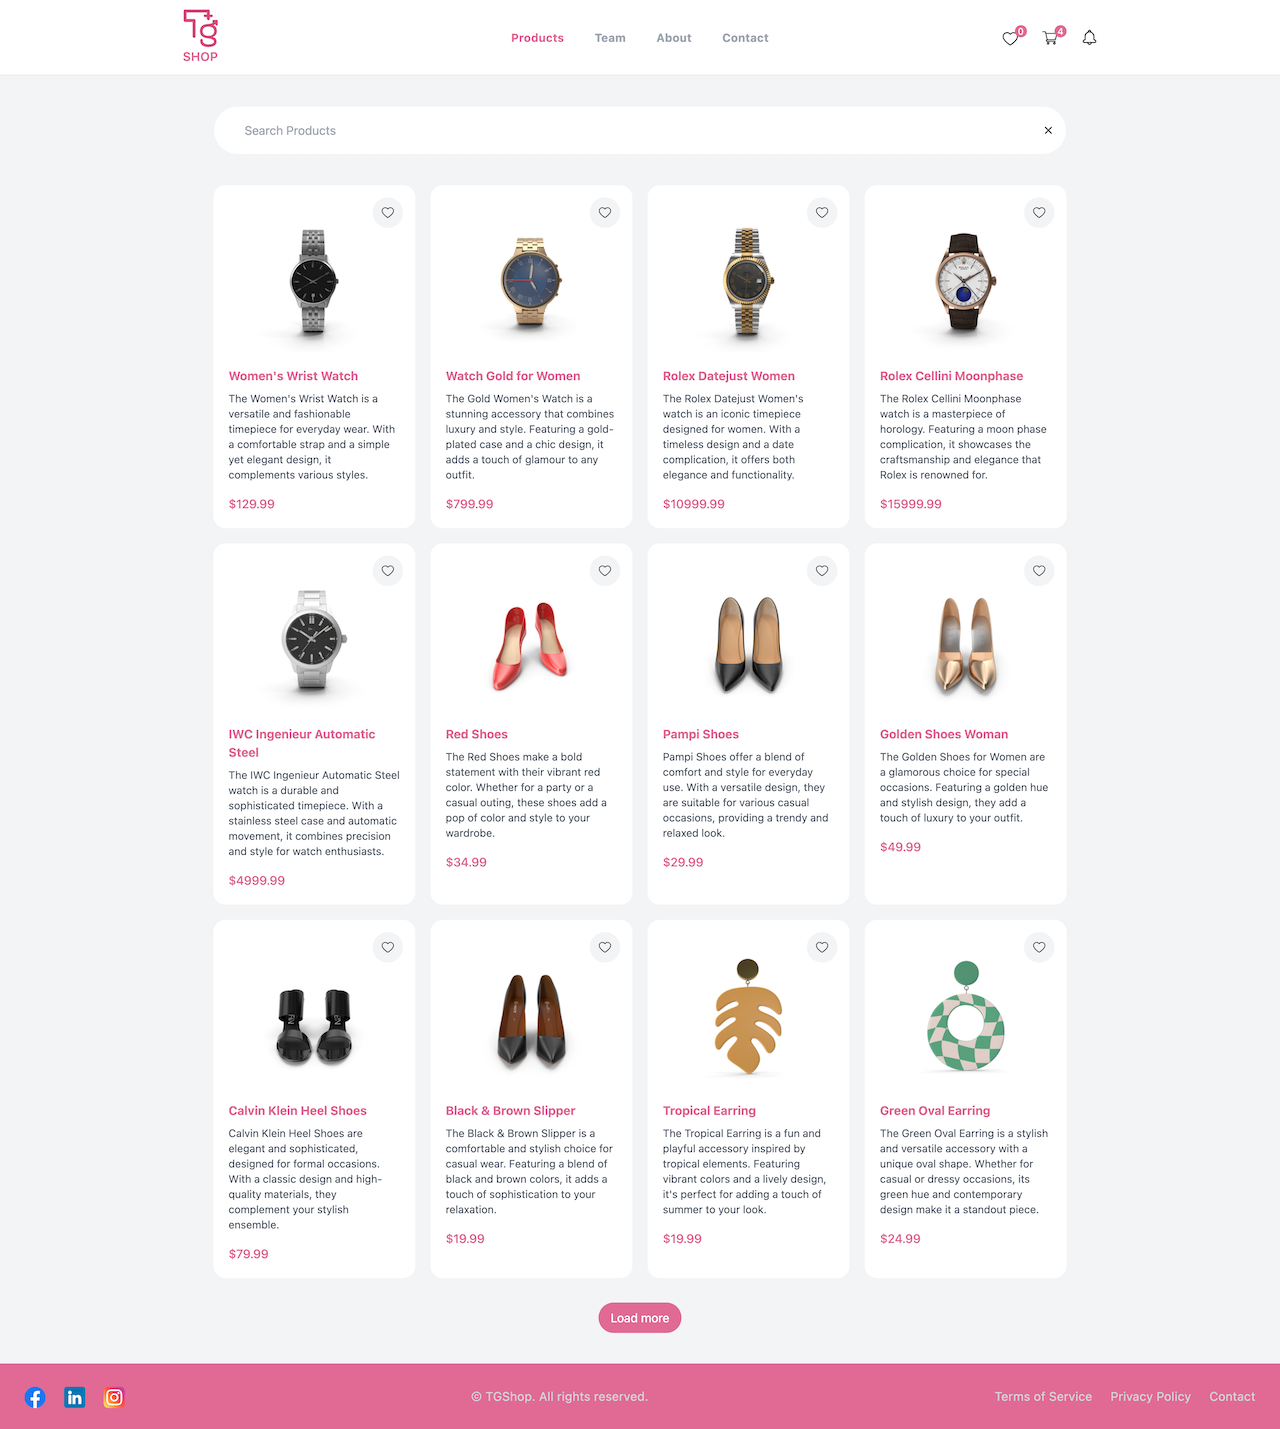 Tg
SHOP
Products
Team
About
Contact
0
4
Search Products
Women's Wrist Watch
The Women's Wrist Watch is a
versatile and fashionable
timepiece for everyday wear. With
a comfortable strap and a simple
yet elegant design, it
complements various styles.
$129.99
Watch Gold for Women
The Gold Women's Watch is a
stunning accessory that combines
luxury and style. Featuring a gold-
plated case and a chic design, it
adds a touch of glamour to any
outfit.
$799.99
Rolex Datejust Women
The Rolex Datejust Women's
watch is an iconic timepiece
designed for women. With a
timeless design and a date
complication, it offers both
elegance and functionality.
$10999.99
Rolex Cellini Moonphase
The Rolex Cellini Moonphase
watch is a masterpiece of
horology. Featuring a moon phase
complication, it showcases the
craftsmanship and elegance that
Rolex is renowned for.
$15999.99
IWC Ingenieur Automatic
Steel
The IWC Ingenieur Automatic Steel
watch is a durable and
sophisticated timepiece. With a
stainless steel case and automatic
movement, it combines precision
and style for watch enthusiasts.
$4999.99
Red Shoes
The Red Shoes make a bold
statement with their vibrant red
color. Whether for a party or a
casual outing, these shoes add a
pop of color and style to your
wardrobe.
$34.99
Pampi Shoes
Pampi Shoes offer a blend of
comfort and style for everyday
use. With a versatile design, they
are suitable for various casual
occasions, providing a trendy and
relaxed look.
$29.99
Golden Shoes Woman
The Golden Shoes for Women are
a glamorous choice for special
occasions. Featuring a golden hue
and stylish design, they add a
touch of luxury to your outfit.
$49.99
Calvin Klein Heel Shoes
Calvin Klein Heel Shoes are
elegant and sophisticated,
designed for formal occasions.
With a classic design and high-
quality materials, they
complement your stylish
ensemble.
$79.99
Black & Brown Slipper
The Black & Brown Slipper is a
comfortable and stylish choice for
casual wear. Featuring a blend of
black and brown colors, it adds a
touch of sophistication to your
relaxation.
$19.99
Tropical Earring
The Tropical Earring is a fun and
playful accessory inspired by
tropical elements. Featuring
vibrant colors and a lively design,
it's perfect for adding a touch of
summer to your look.
$19.99
Green Oval Earring
The Green Oval Earring is a stylish
and versatile accessory with a
unique oval shape. Whether for
casual or dressy occasions, its
green hue and contemporary
design make it a standout piece.
$24.99
Load more
© TGShop. All rights reserved.
Terms of Service
Privacy Policy
Contact